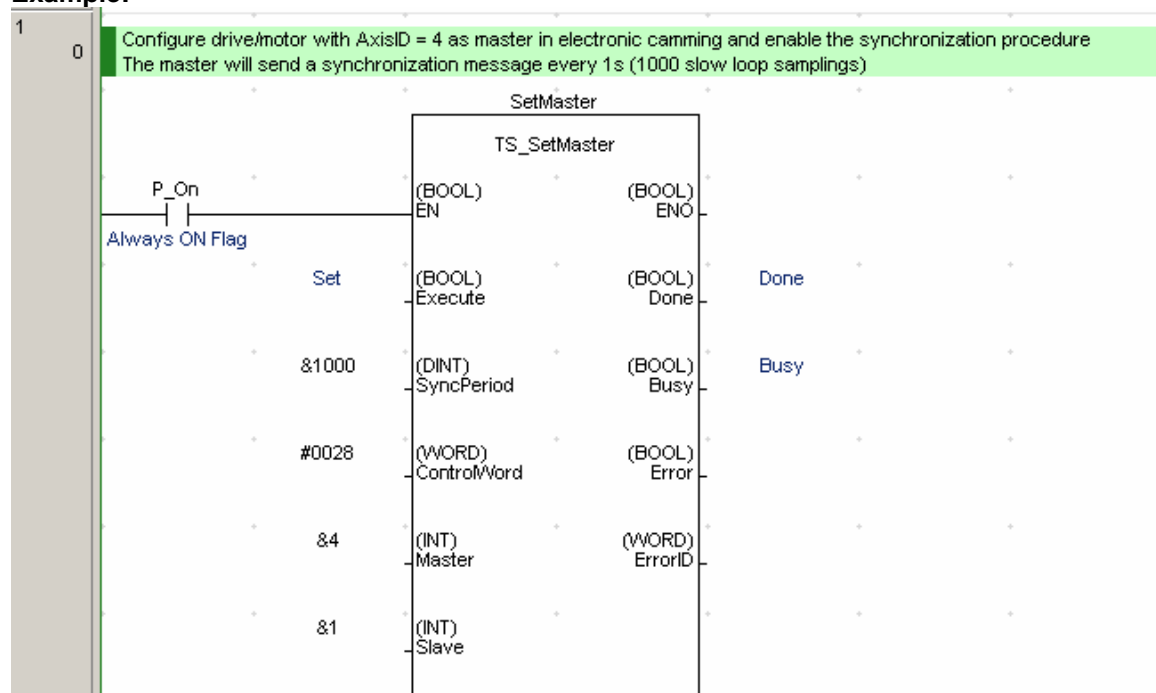 Example:
1
0
Configure drive/motor with AxisID = 4 as master in electronic camming and enable the synchronization procedure
The master will send a synchronization message every 1s (1000 slow loop samplings)
SetMaster
TS_SetMaster
P_On
(BOOL) (BOOL)
EN ENO
Always ON Flag
Set (BOOL) (BOOL) Done
Execute Done
&1000 (DINT) (BOOL) Busy
SyncPeriod Busy
#0028 (WORD) (BOOL)
ControlWord Error
&4 (INT) (WORD)
Master ErrorID
&1 (INT)
Slave